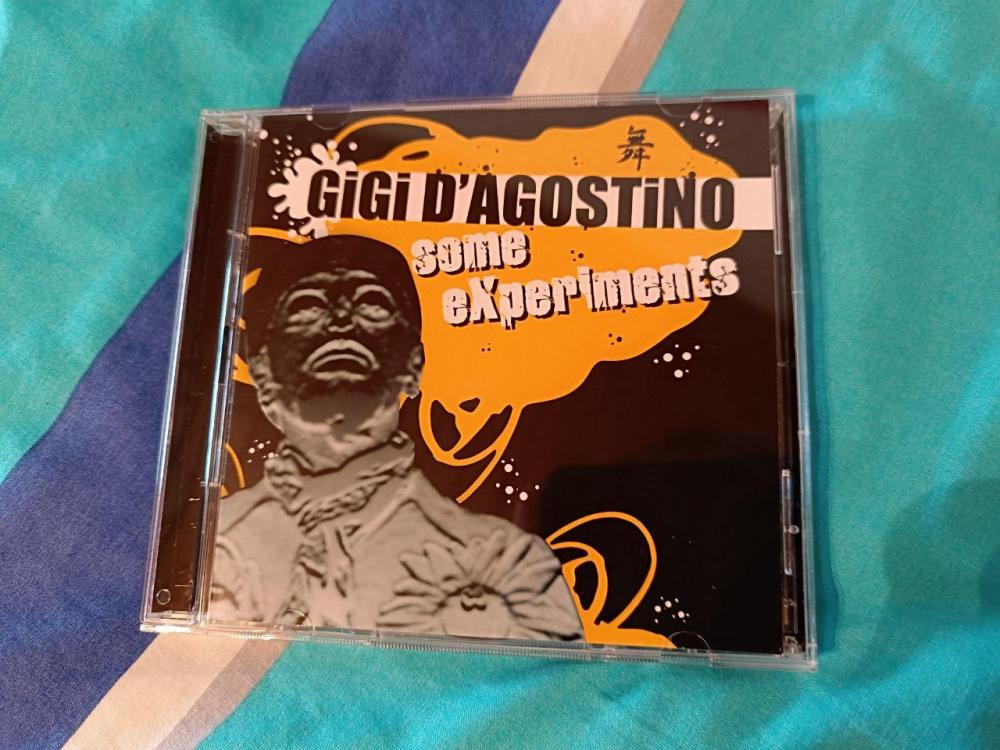 舞
GiGi D'AGOSTiNO
some
eXperiments